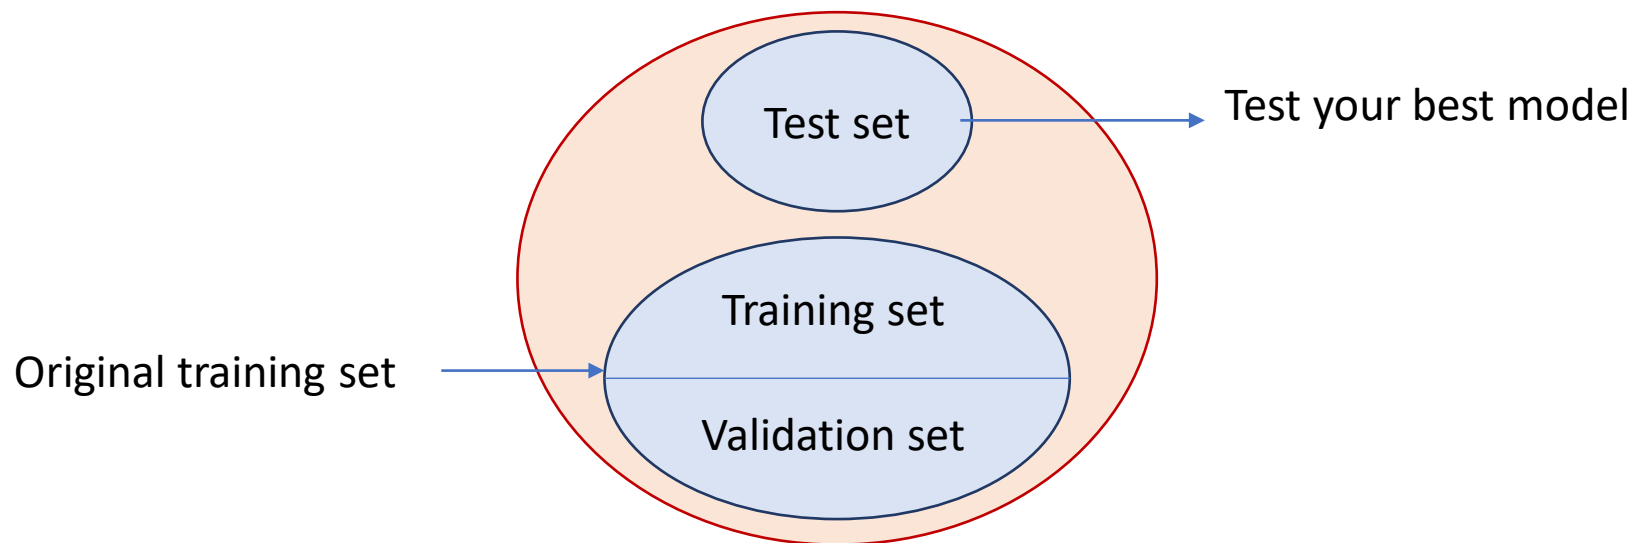 Test set
Test your best model
Training set
Original training set
Validation set